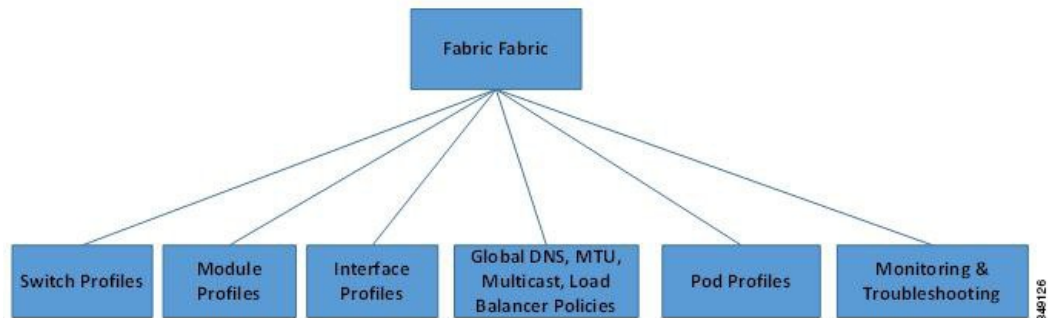 Fabric Fabric
Switch Profiles
Module
Profiles
Interface
Profiles
Global DNS, MTU,
Multicast, Load
Balancer Policies
Pod Profiles
Monitoring &
Troubleshooting
349126